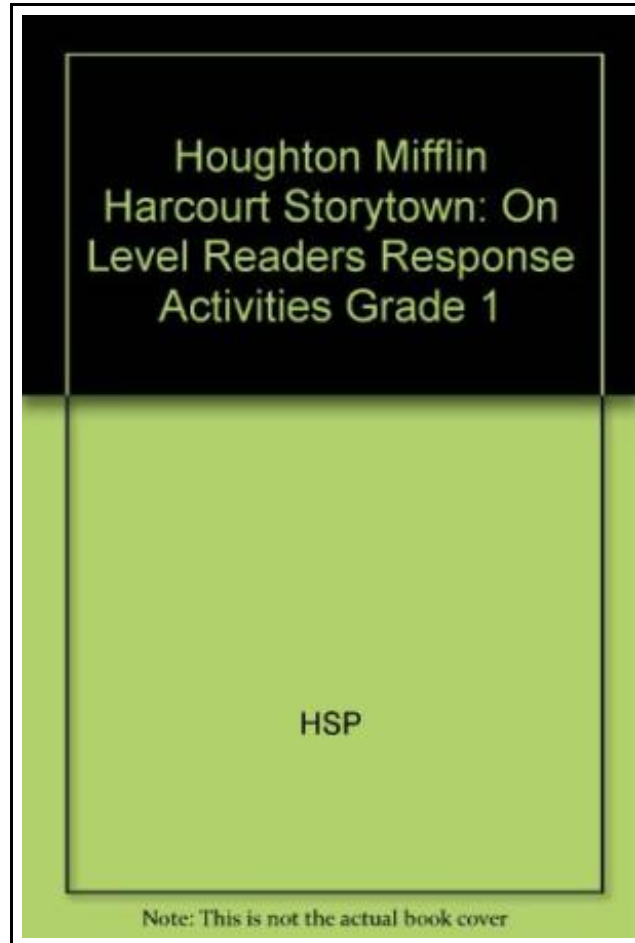 Houghton Mifflin
Harcourt Storytown: On
Level Readers Response
Activities Grade 1
HSP
Note: This is not the actual book cover